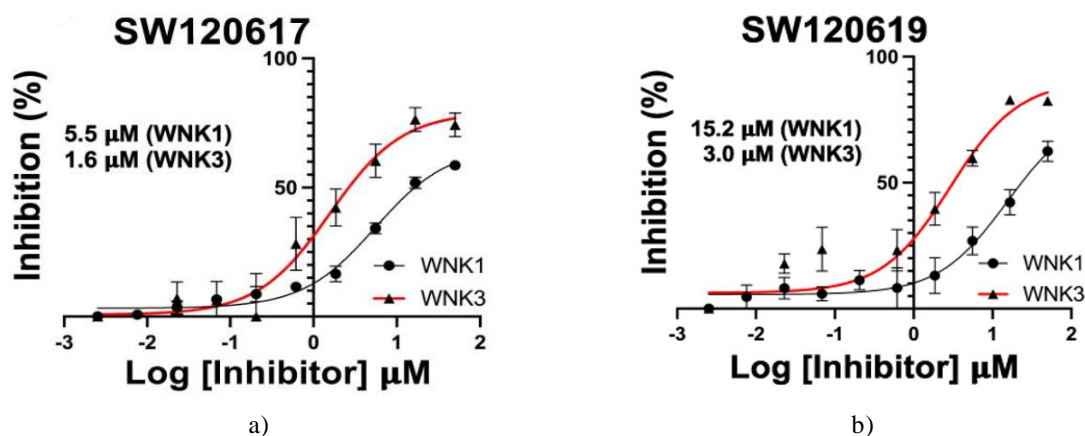 SW120617
100
Inhibition (%)
5.5 μM (WNK1)
1.6 μM (WNK3)
50
WNK1
WNK3
-3 -2 -1 0 1 2
Log [Inhibitor] μM
a)
SW120619
100
Inhibition (%)
15.2 μM (WNK1)
3.0 μM (WNK3)
50
WNK1
WNK3
-3 -2 -1 0 1 2
Log [Inhibitor] μM
b)